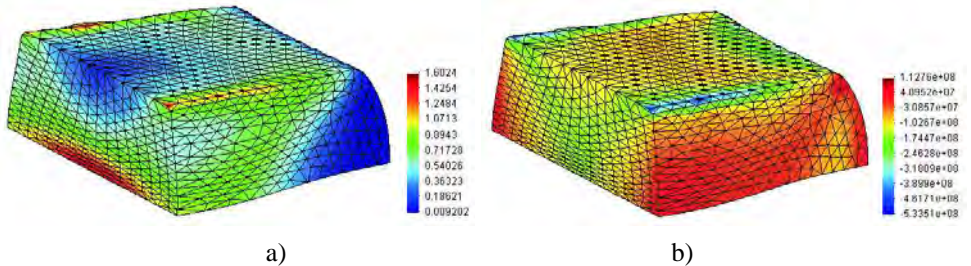 1.6024
1.4254
1.2484
1.0713
0.8943
0.71728
0.54026
0.36323
0.18621
0.009202
1.1276e+08
4.0952e+07
-3.0857e+07
-1.0267e+08
-1.7447e+08
-2.4628e+08
-3.1809e+08
-3.899e+08
-4.6171e+08
-5.3351e+08
a)
b)